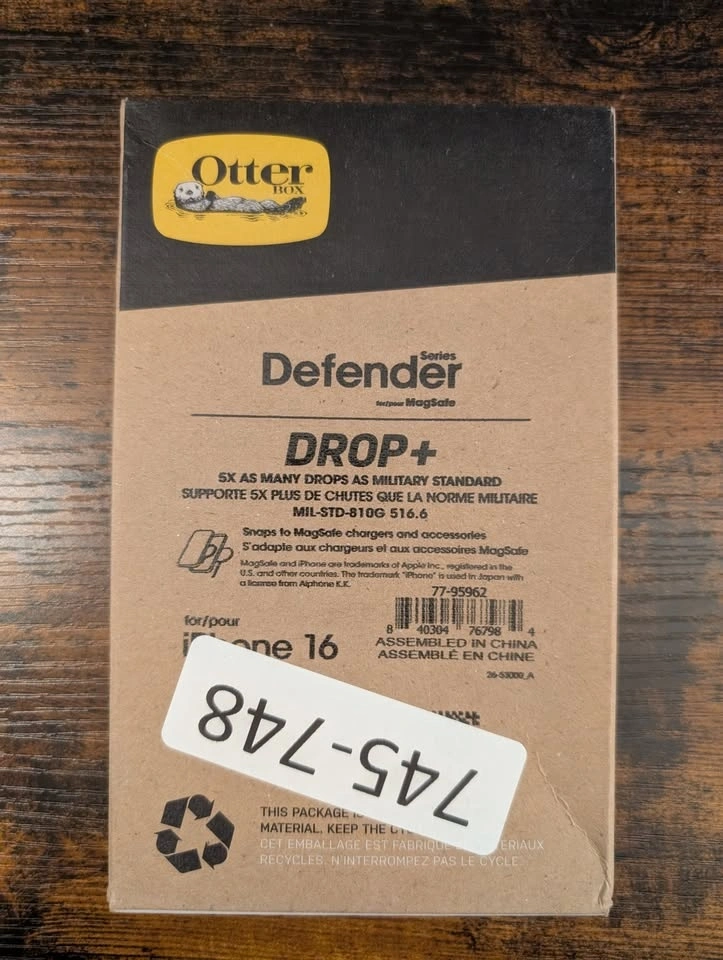 Otter
BOX
Defender Series
for/pour MagSafe
DROP+
5X AS MANY DROPS AS MILITARY STANDARD
SUPPORTE 5X PLUS DE CHUTES QUE LA NORME MILITAIRE
MIL-STD-810G 516.6
Snaps to MagSafe chargers and accessories
S'adapte aux chargeurs et aux accessoires MagSafe
MagSafe and iPhone are trademarks of Apple Inc., registered in the
U.S. and other countries. The trademark "iPhone" is used in Japan with
a license from Aiphone K.K.
77-95962
8 40304 76798 4
ASSEMBLED IN CHINA
ASSEMBLÉ EN CHINE
26-53000_A
for/pour
iPhone 16
745-748
THIS PACKAGE
MATERIAL. KEEP THE
CET EMBALLAGE EST FABRIQUÉ
RECYCLÉS. N'INTERROMPEZ PAS LE CYCLE.